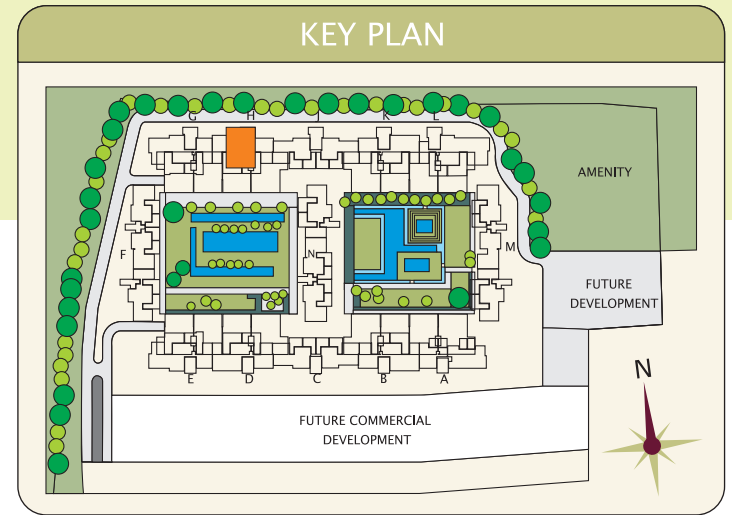 KEY PLAN
G H J K L
AMENITY
F N M
FUTURE
DEVELOPMENT
N
E D C B A
FUTURE COMMERCIAL
DEVELOPMENT